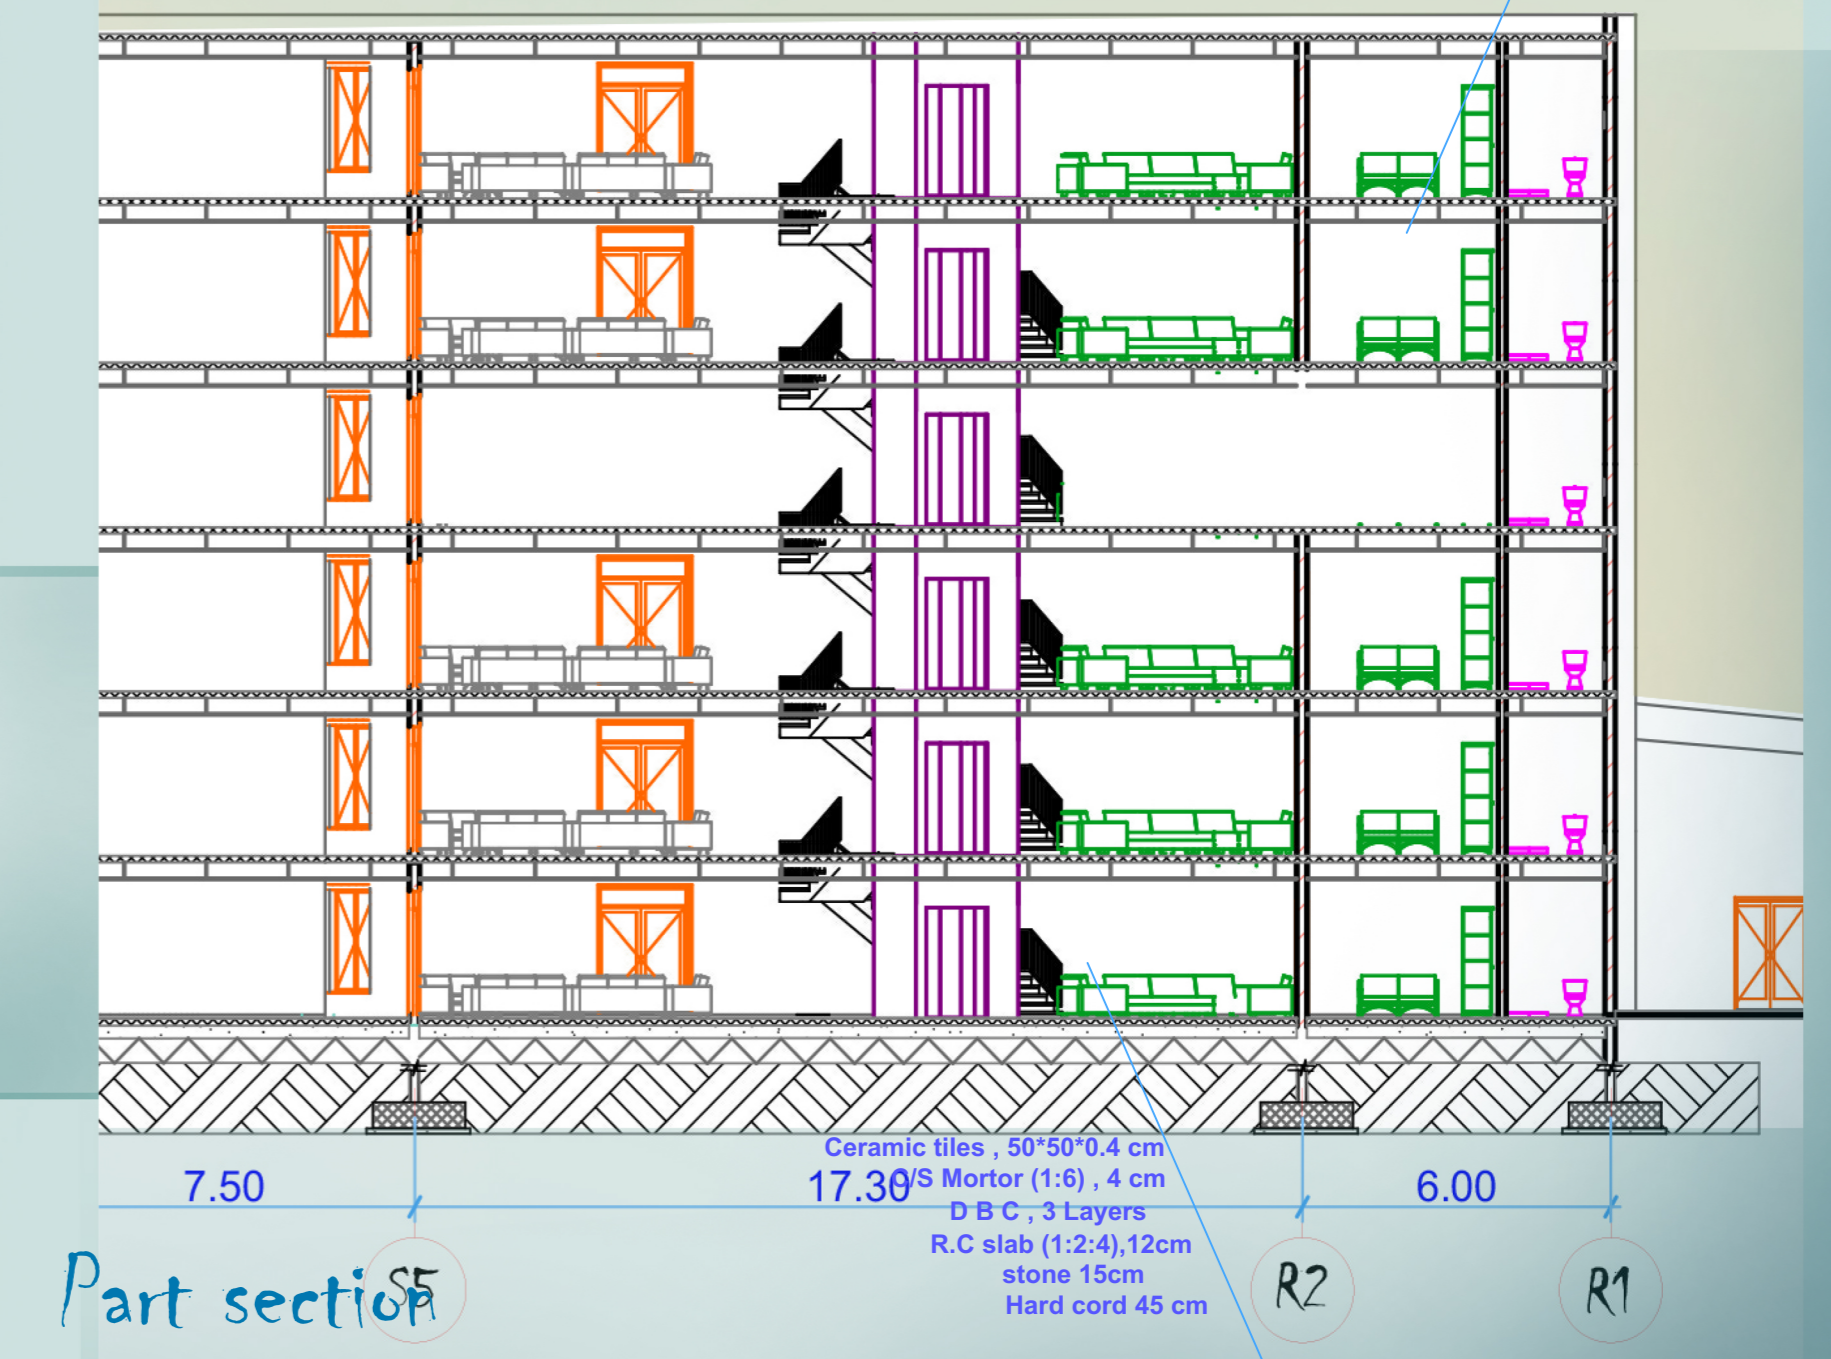 Ceramic tiles , 50*50*0.4 cm
7.50
17.30
C/S Mortor (1:6) , 4 cm
6.00
D B C , 3 Layers
R.C slab (1:2:4),12cm
stone 15cm
Hard cord 45 cm
Part section
S5
R2
R1